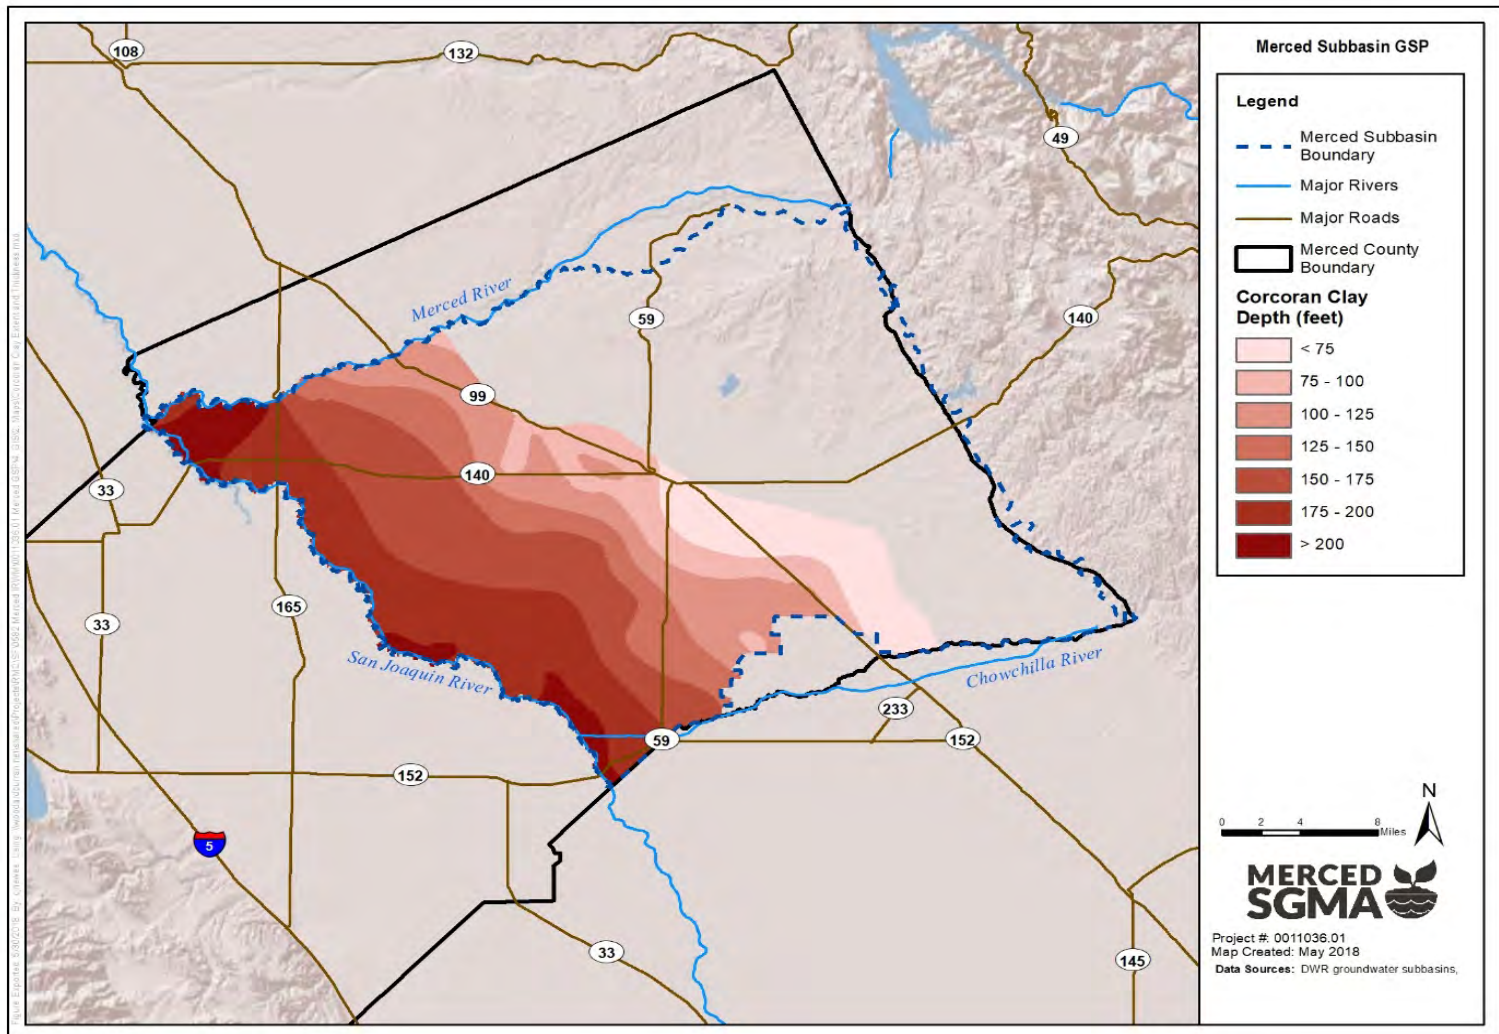 Merced Subbasin GSP
Legend
Merced Subbasin
Boundary
Major Rivers
Major Roads
Merced County
Boundary
Corcoran Clay
Depth (feet)
< 75
75 - 100
100 - 125
125 - 150
150 - 175
175 - 200
> 200
108
132
49
Merced River
59
140
99
140
33
33
165
San Joaquin River
Chowchilla River
233
59
152
152
5
33
145
N
0 2 4 8
Miles
MERCED
SGMA
Project #: 0011036.01
Map Created: May 2018
Data Sources: DWR groundwater subbasins,